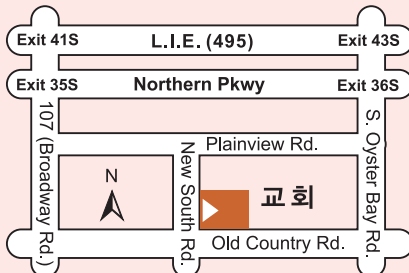 Exit 41S L.I.E. (495) Exit 43S
Exit 35S Northern Pkwy Exit 36S
107 (Broadway Rd.)
Plainview Rd.
S. Oyster Bay Rd.
N
New South Rd.
교회
Old Country Rd.